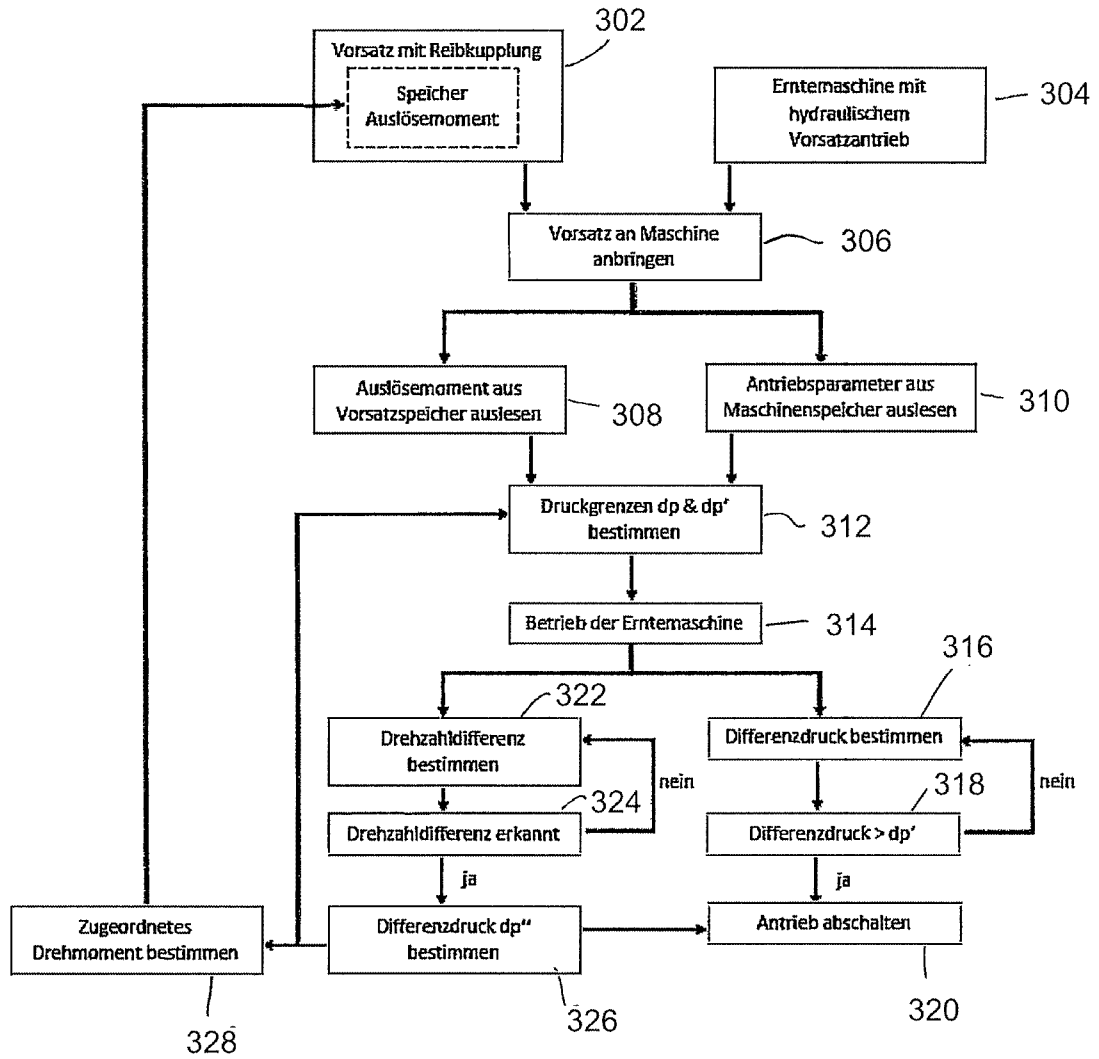 302
Vorsatz mit Reibkupplung
Speicher
Auslösemoment
Erntemaschine mit
hydraulischem
Vorsatzantrieb
304
Vorsatz an Maschine
anbringen
306
Auslösemoment aus
Vorsatzspeicher auslesen
308
Antriebsparameter aus
Maschinenspeicher auslesen
310
Druckgrenzen dp & dp'
bestimmen
312
Betrieb der Erntemaschine
314
316
322
Drehzahldifferenz
bestimmen
Differenzdruck bestimmen
nein
nein
324
318
Drehzahldifferenz erkannt
Differenzdruck > dp'
ja
ja
Zugeordnetes
Drehmoment bestimmen
Differenzdruck dp"
bestimmen
Antrieb abschalten
328
326
320